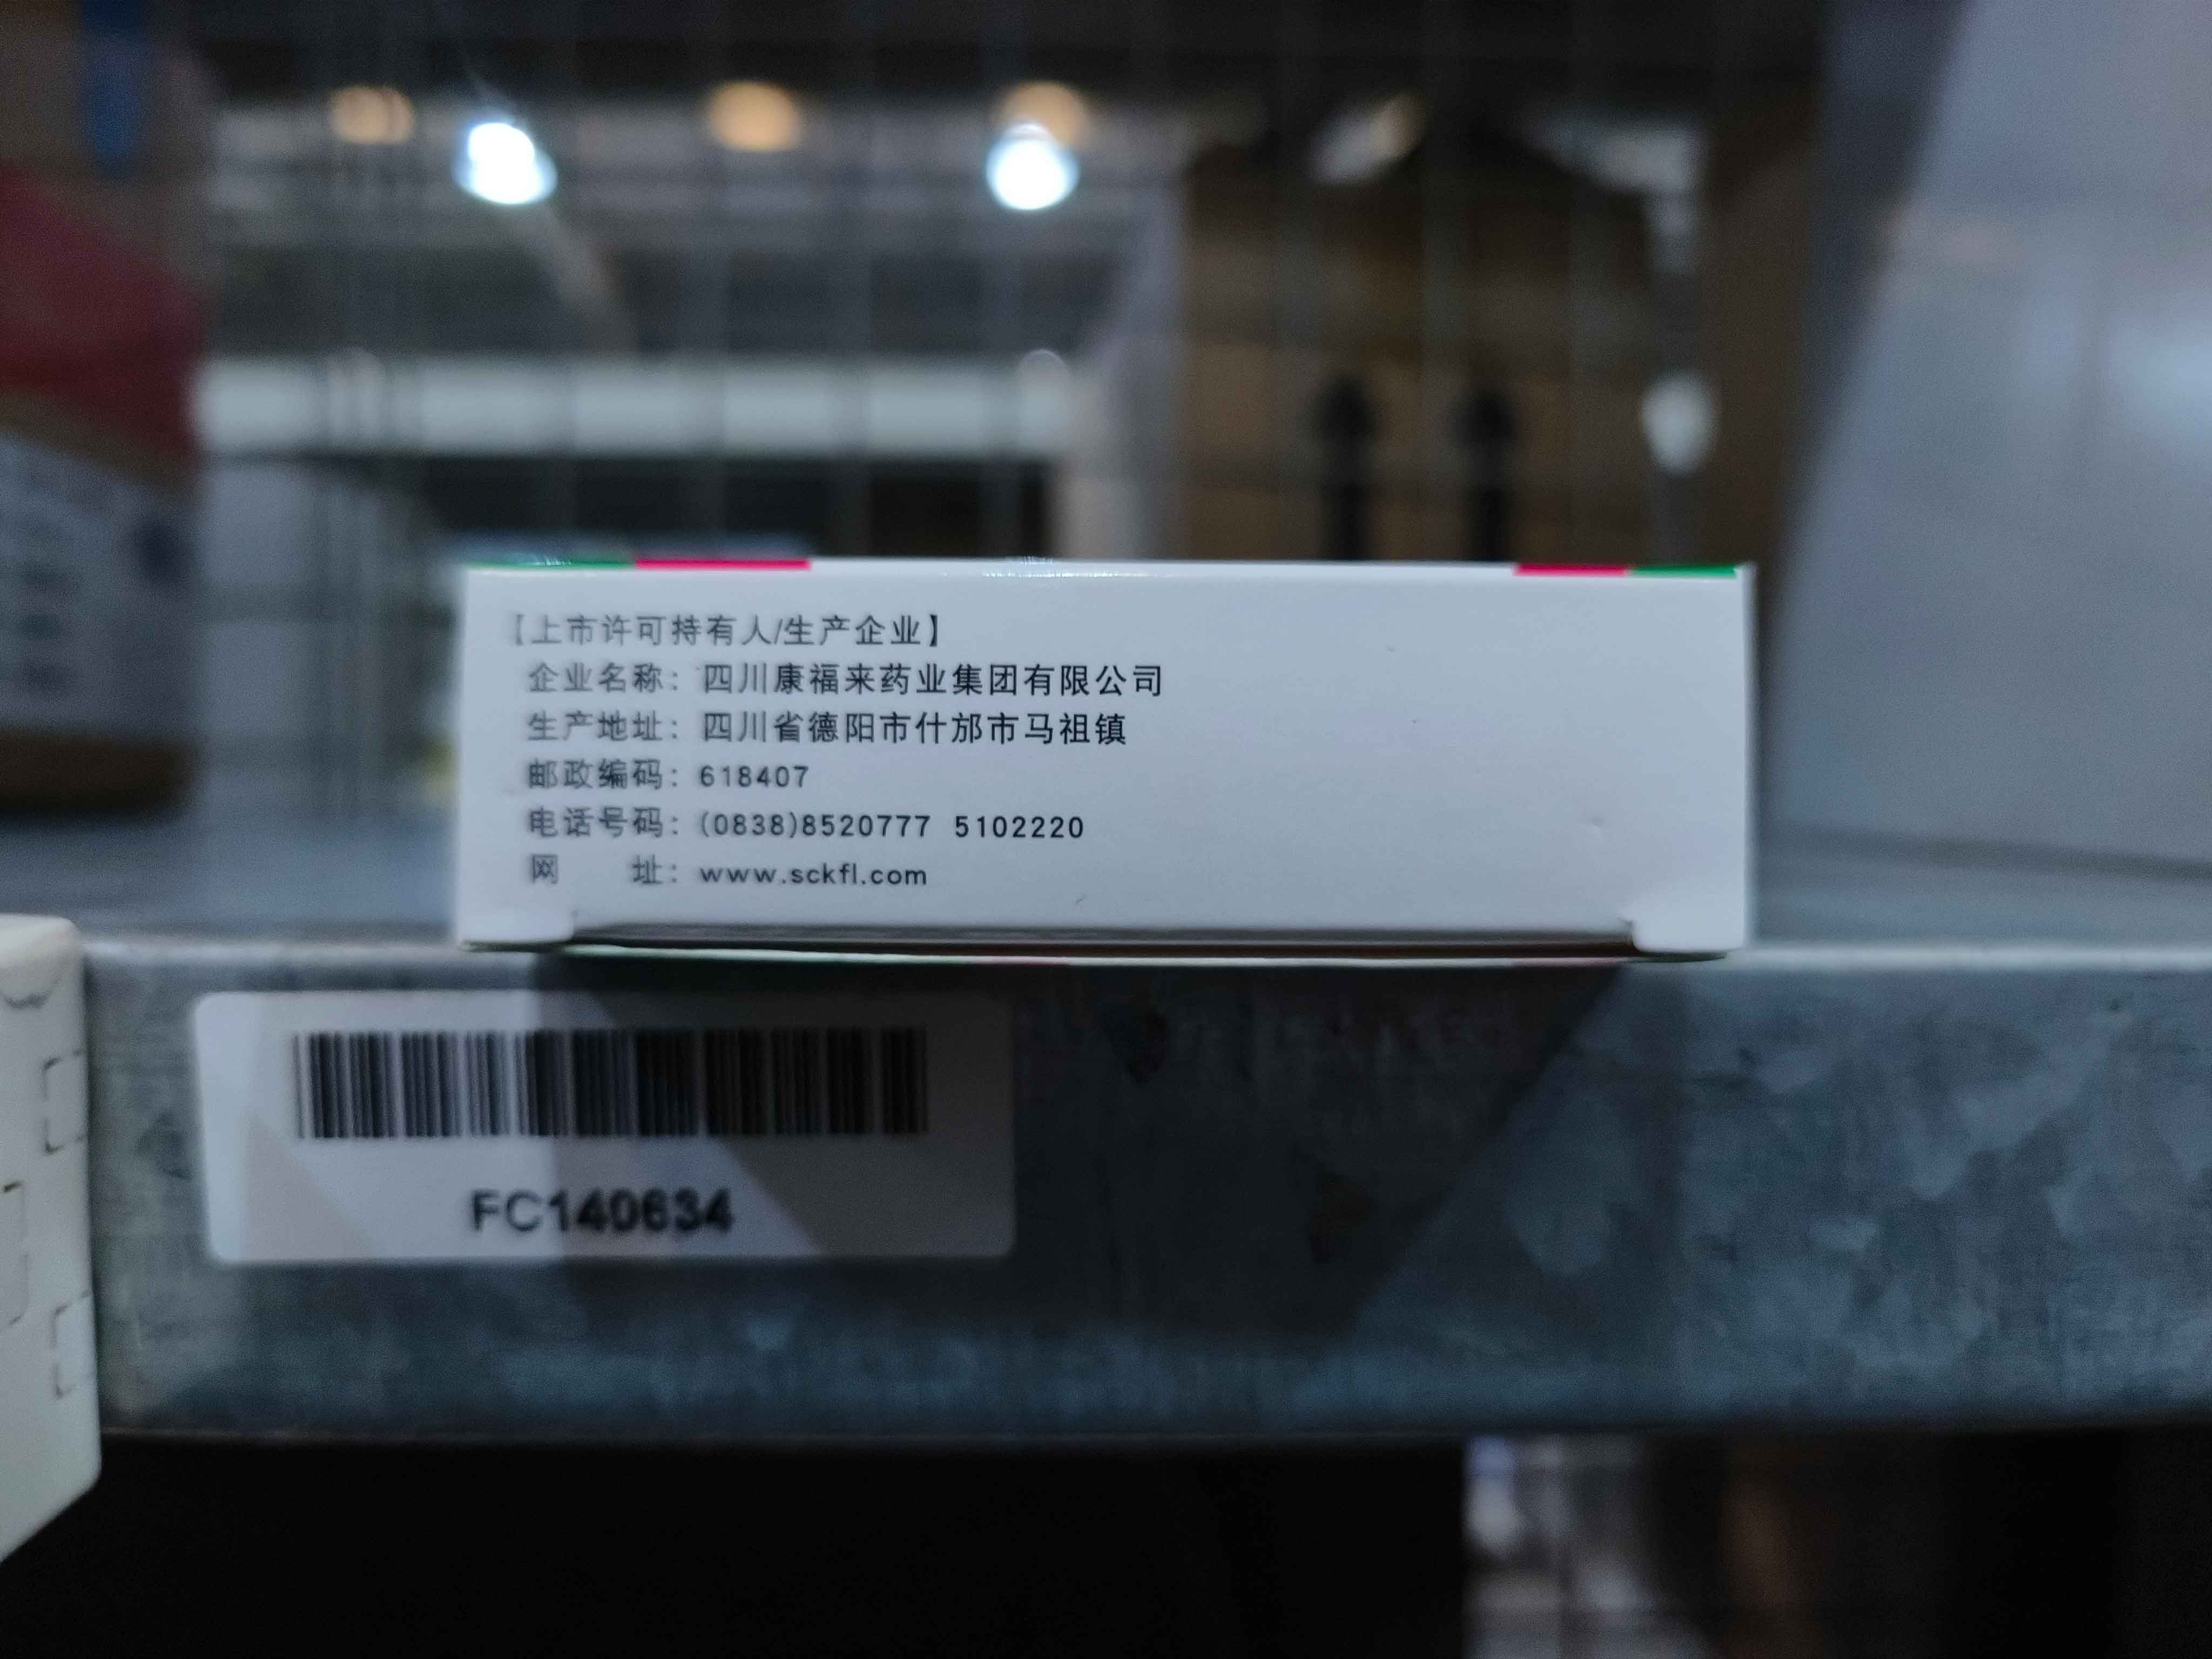 【上市许可持有人/生产企业】
企业名称：四川康福来药业集团有限公司
生产地址：四川省德阳市什邡市马祖镇
邮政编码：618407
电话号码：(0838)8520777 5102220
网 址：www.sckfl.com
FC140634